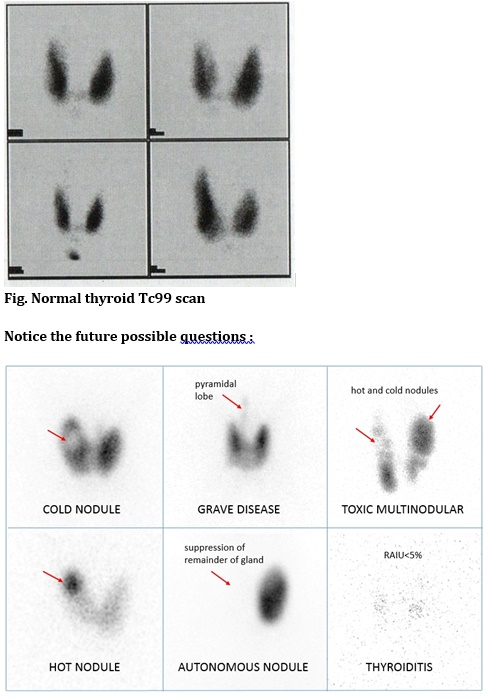 Fig. Normal thyroid Tc99 scan
Notice the future possible questions :
pyramidal
lobe
hot and cold nodules
COLD NODULE
GRAVE DISEASE
TOXIC MULTINODULAR
suppression of
remainder of gland
RAIU<5%
HOT NODULE
AUTONOMOUS NODULE
THYROIDITIS